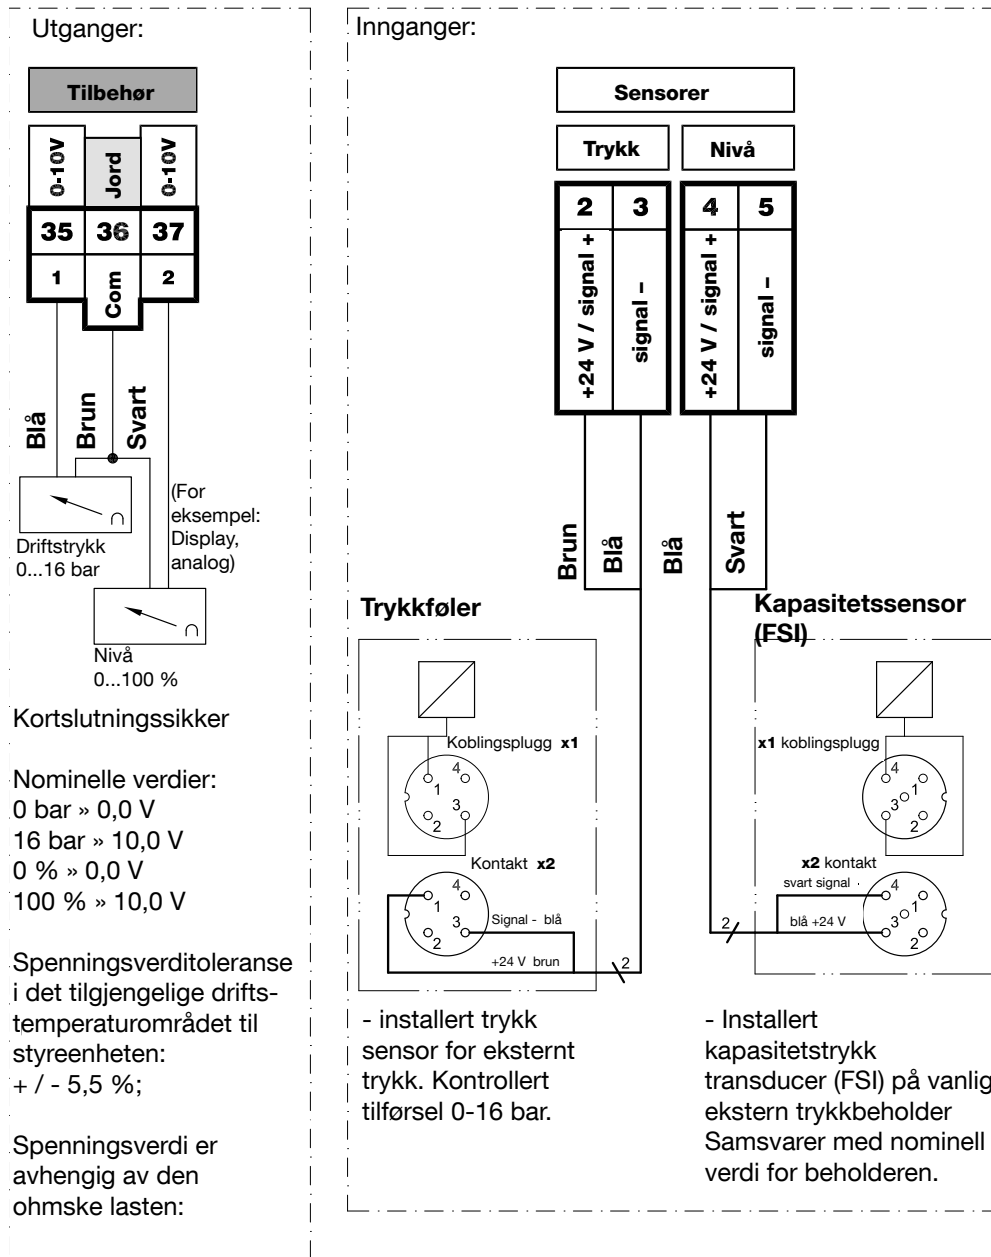 Utganger:
Tilbehør
0-10V
Jord
0-10V
35 36 37
1 Com 2
Blå
Brun
Svart
Driftstrykk
0...16 bar
(For
eksempel:
Display,
analog)
Nivå
0...100 %
Kortslutningssikker
Nominelle verdier:
0 bar » 0,0 V
16 bar » 10,0 V
0 % » 0,0 V
100 % » 10,0 V
Spenningsverditoleranse
i det tilgjengelige drifts-
temperaturområdet til
styreenheten:
+ / - 5,5 %;
Spenningsverdi er
avhengig av den
ohmske lasten:
Innganger:
Sensorer
Trykk
Nivå
2 3 4 5
+24 V / signal +
signal –
+24 V / signal +
signal –
Brun
Blå
Blå
Svart
Trykkføler
Koblingsplugg x1
4
1
3
2
Kontakt x2
4
1
3
2
Signal - blå
+24 V brun
2
- installert trykk
sensor for eksternt
trykk. Kontrollert
tilførsel 0-16 bar.
Kapasitetssensor
(FSI)
x1 koblingsplugg
4
1
3
2
x2 kontakt
svart signal
4
1
3
2
blå +24 V
2
- Installert
kapasitetstrykk
transducer (FSI) på vanlig
ekstern trykkbeholder
Samsvarer med nominell
verdi for beholderen.